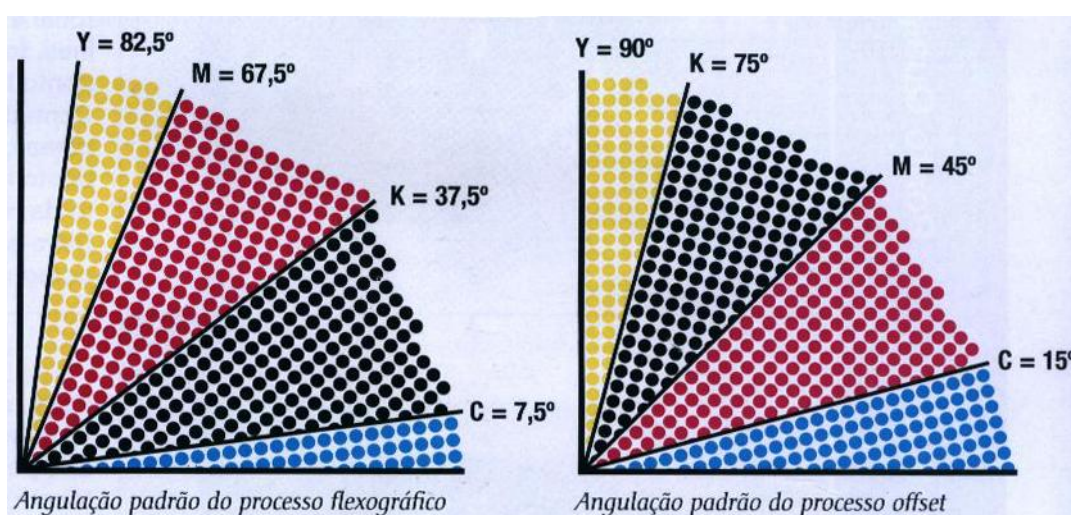 Y = 82,5º
M = 67,5º
K = 37,5º
C = 7,5º
Angulação padrão do processo flexográfico
Y = 90º
K = 75º
M = 45º
C = 15º
Angulação padrão do processo offset